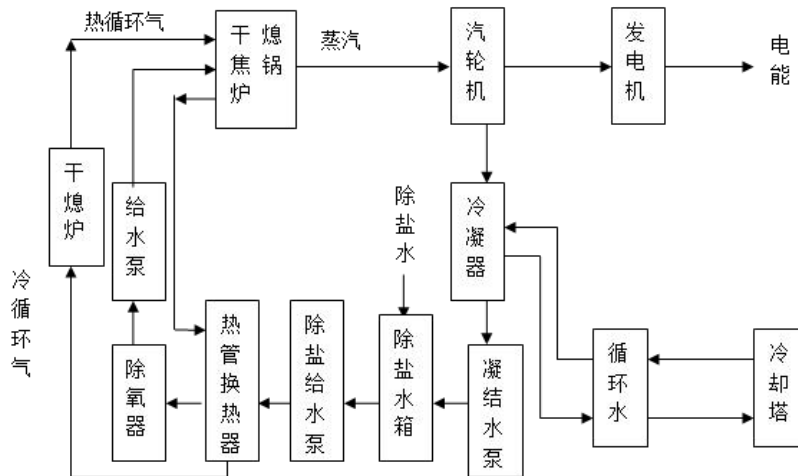 热循环气
干熄
焦锅
炉
蒸汽
汽轮机
发电机
电能
干熄炉
给水泵
除盐水
冷凝器
冷循环气
热管换热器
除盐给水泵
除盐水箱
凝结水泵
除氧器
循环水
冷却塔